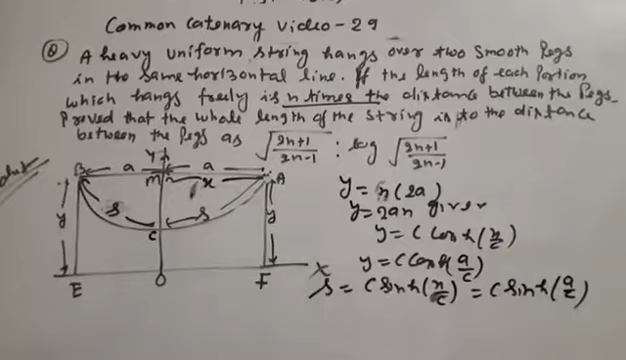 Common Catenary Video - 29
Q A heavy uniform string hangs over two smooth Pegs
in the same horizontal line. If the length of each Portion
which hangs freely is n times the distance between the Pegs.
Proved that the whole length of the string is to the distance
between the Pegs as √(2n+1)/(2n-1) : log √(2n+1)/(2n-1)
B a Y a A
M x
y S S y
C
E O F X
y = n(2a)
y = 2an given
y = c cosh(x/c)
y = c cosh(a/c)
S = c sinh(x/c) = c sinh(a/c)